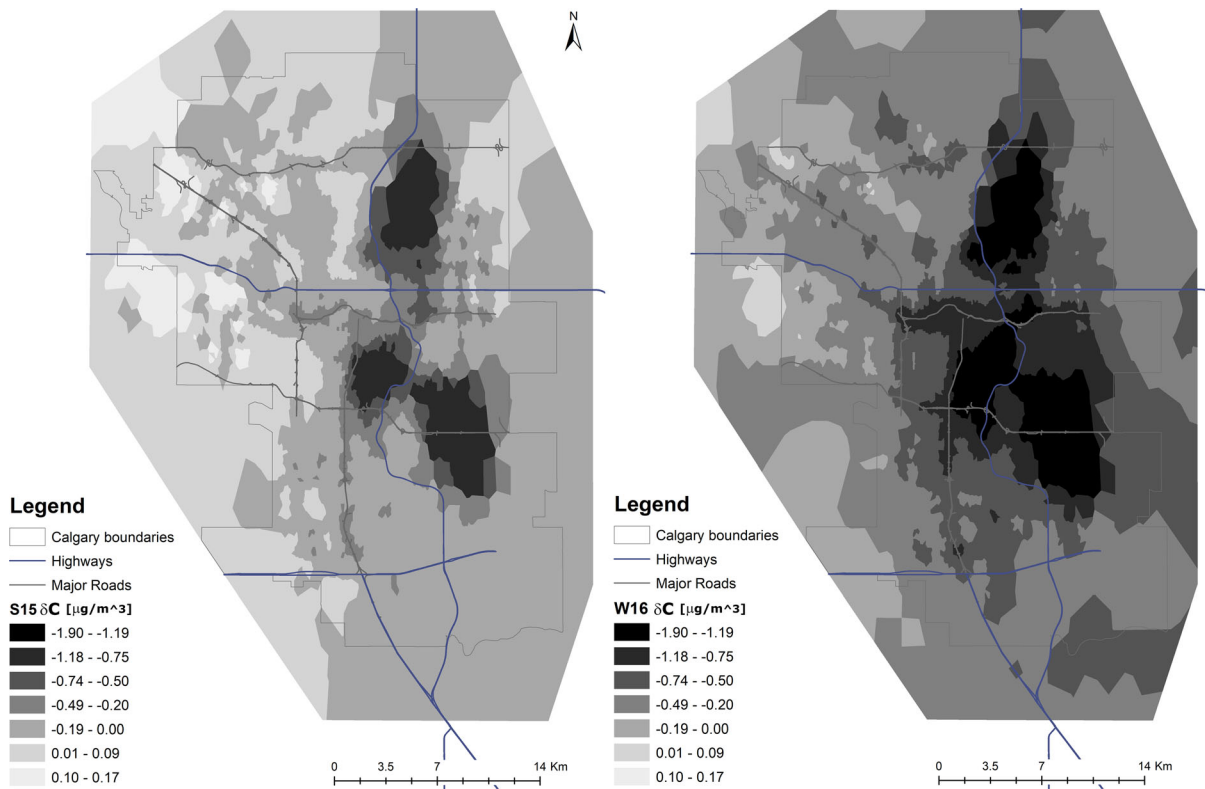 N
Legend
Calgary boundaries
Highways
Major Roads
S15 δC [µg/m^3]
-1.90 - -1.19
-1.18 - -0.75
-0.74 - -0.50
-0.49 - -0.20
-0.19 - 0.00
0.01 - 0.09
0.10 - 0.17
0 3.5 7 14 Km
Legend
Calgary boundaries
Highways
Major Roads
W16 δC [µg/m^3]
-1.90 - -1.19
-1.18 - -0.75
-0.74 - -0.50
-0.49 - -0.20
-0.19 - 0.00
0.01 - 0.09
0.10 - 0.17
0 3.5 7 14 Km